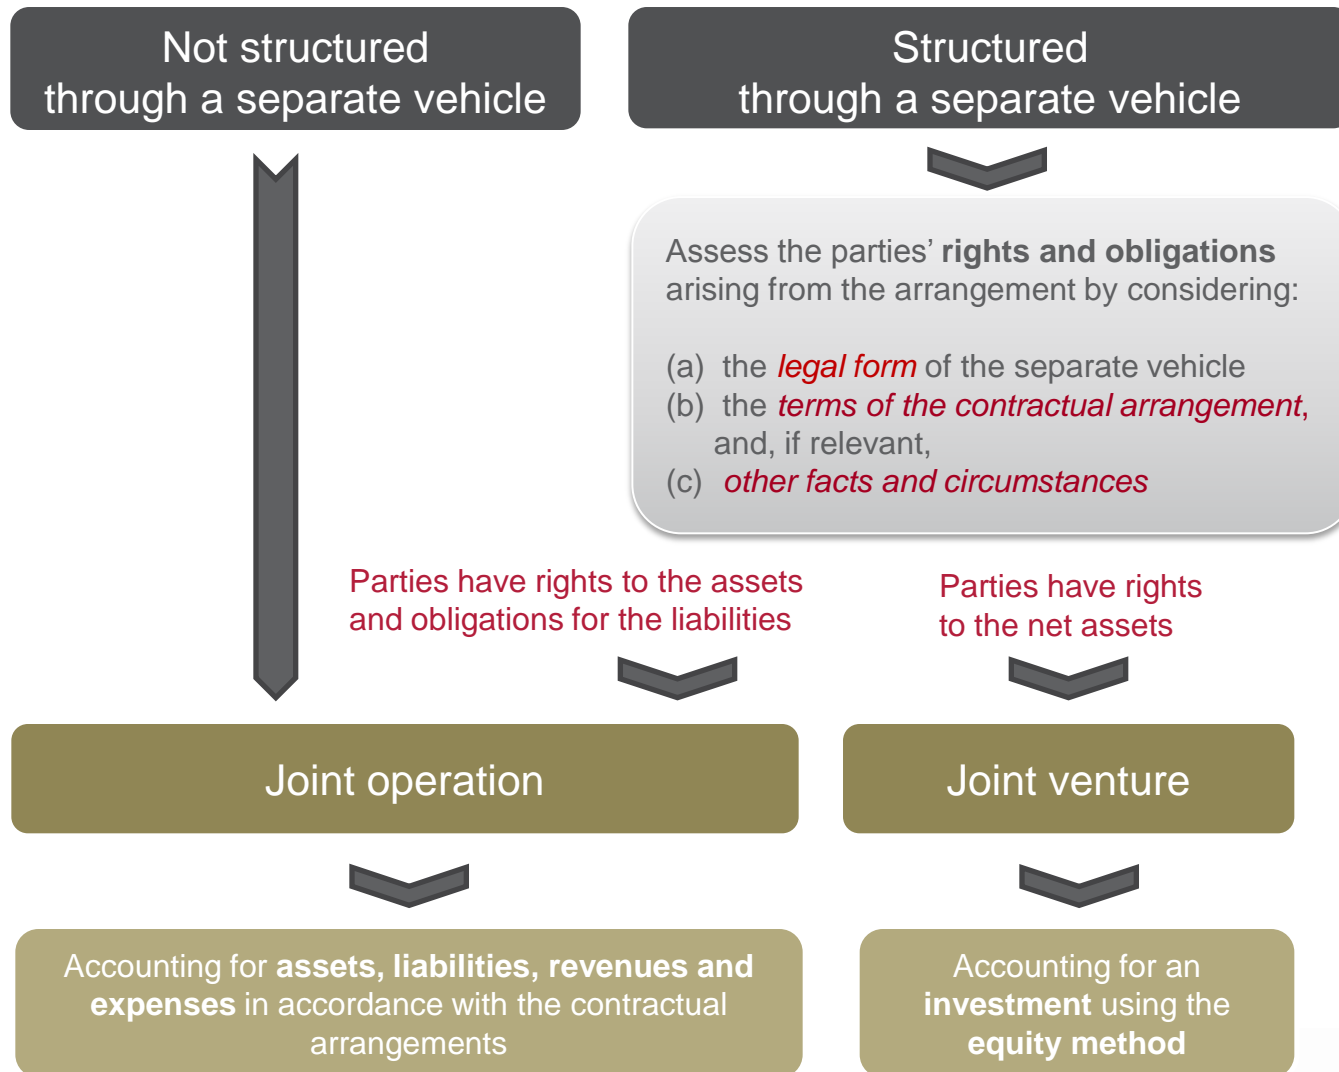 Not structured
through a separate vehicle
Structured
through a separate vehicle
Assess the parties’ rights and obligations
arising from the arrangement by considering:
(a) the legal form of the separate vehicle
(b) the terms of the contractual arrangement,
and, if relevant,
(c) other facts and circumstances
Parties have rights to the assets
and obligations for the liabilities
Parties have rights
to the net assets
Joint operation
Joint venture
Accounting for assets, liabilities, revenues and
expenses in accordance with the contractual
arrangements
Accounting for an
investment using the
equity method